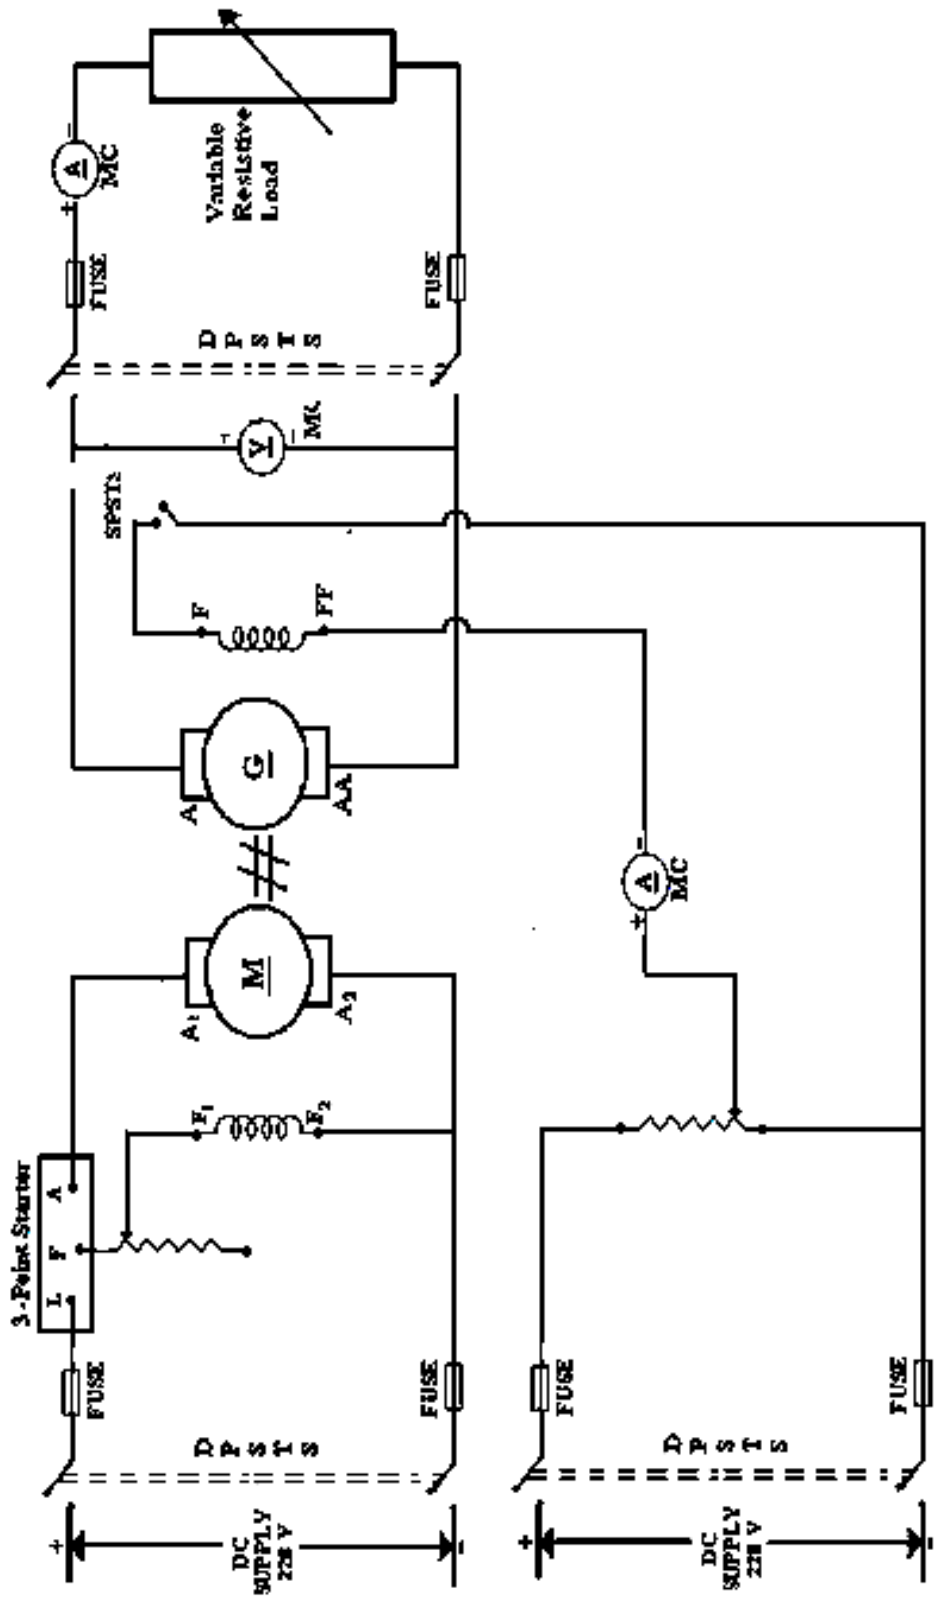 3-Point Starter
L
F
A
FUSE
D P S T S
+
DC
SUPPLY
220 V
-
FUSE
F1
F2
A1
M
A2
A
G
AA
F
FF
SPSTS
+
V
-
MC
D P S T S
FUSE
FUSE
+
A
-
MC
Variable
Resistive
Load
+
DC
SUPPLY
220 V
-
D P S T S
FUSE
FUSE
+
A
-
MC